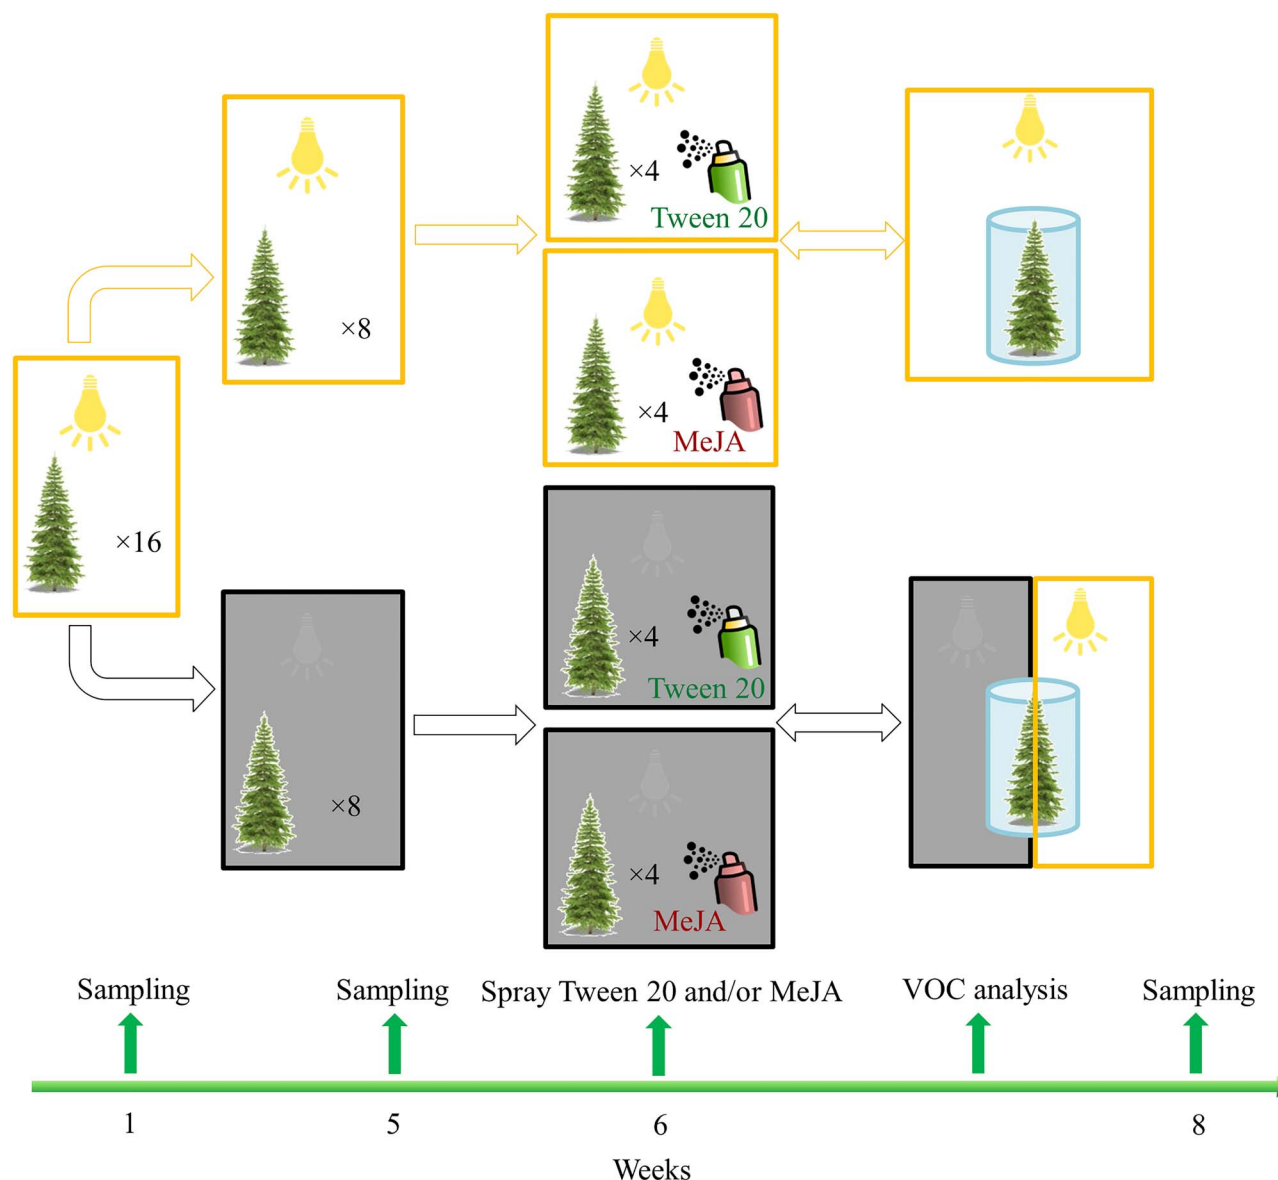 ×4
Tween 20
×8
×4
MeJA
×16
×4
Tween 20
×8
×4
MeJA
Sampling
Sampling
Spray Tween 20 and/or MeJA
VOC analysis
Sampling
1
5
6
8
Weeks